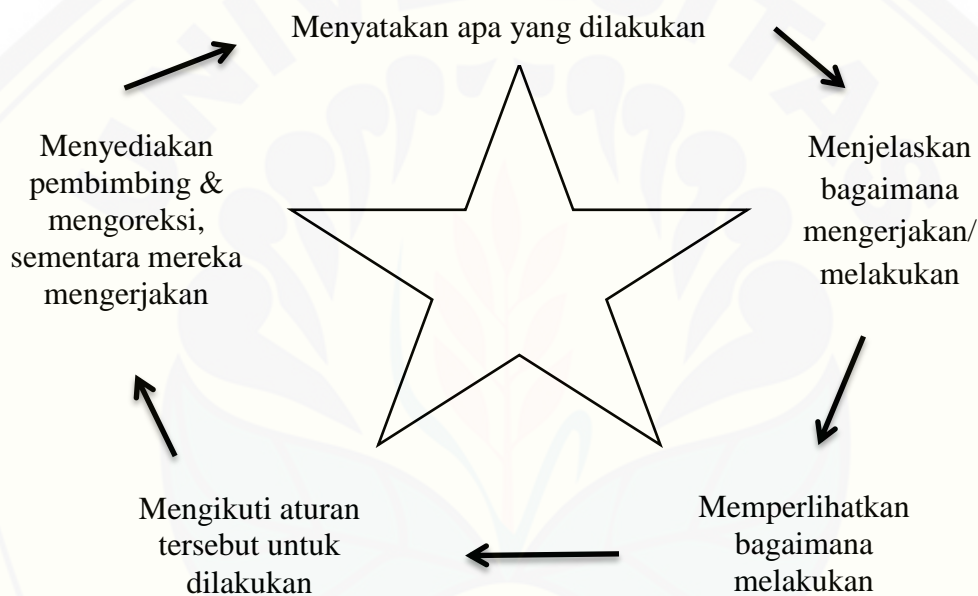 Menyatakan apa yang dilakukan
Menjelaskan
bagaimana
mengerjakan/
melakukan
Memperlihatkan
bagaimana
melakukan
Mengikuti aturan
tersebut untuk
dilakukan
Menyediakan
pembimbing &
mengoreksi,
sementara mereka
mengerjakan
UNIVERSITAS